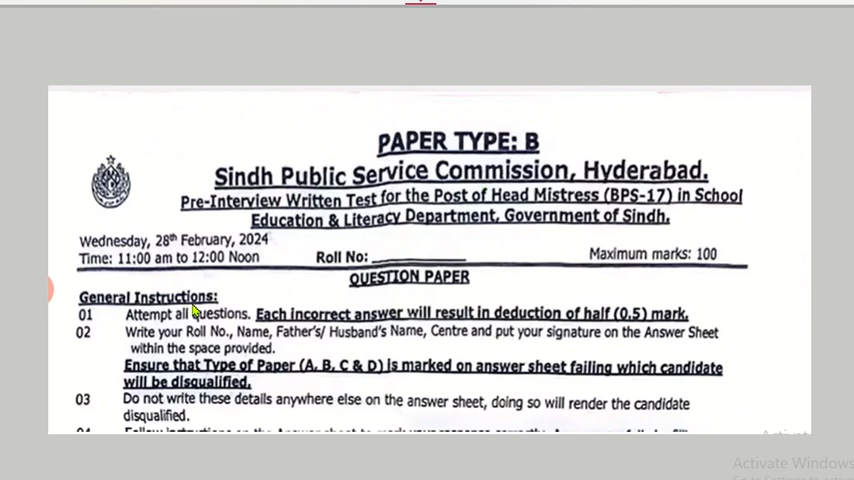 PAPER TYPE: B
Sindh Public Service Commission, Hyderabad.
Pre-Interview Written Test for the Post of Head Mistress (BPS-17) in School
Education & Literacy Department, Government of Sindh.
Wednesday, 28th February, 2024
Time: 11:00 am to 12:00 Noon Roll No: Maximum marks: 100
QUESTION PAPER
General Instructions:
01 Attempt all questions. Each incorrect answer will result in deduction of half (0.5) mark.
02 Write your Roll No., Name, Father's/ Husband's Name, Centre and put your signature on the Answer Sheet
within the space provided.
Ensure that Type of Paper (A, B, C & D) is marked on answer sheet failing which candidate
will be disqualified.
03 Do not write these details anywhere else on the answer sheet, doing so will render the candidate
disqualified.
Activate Windows